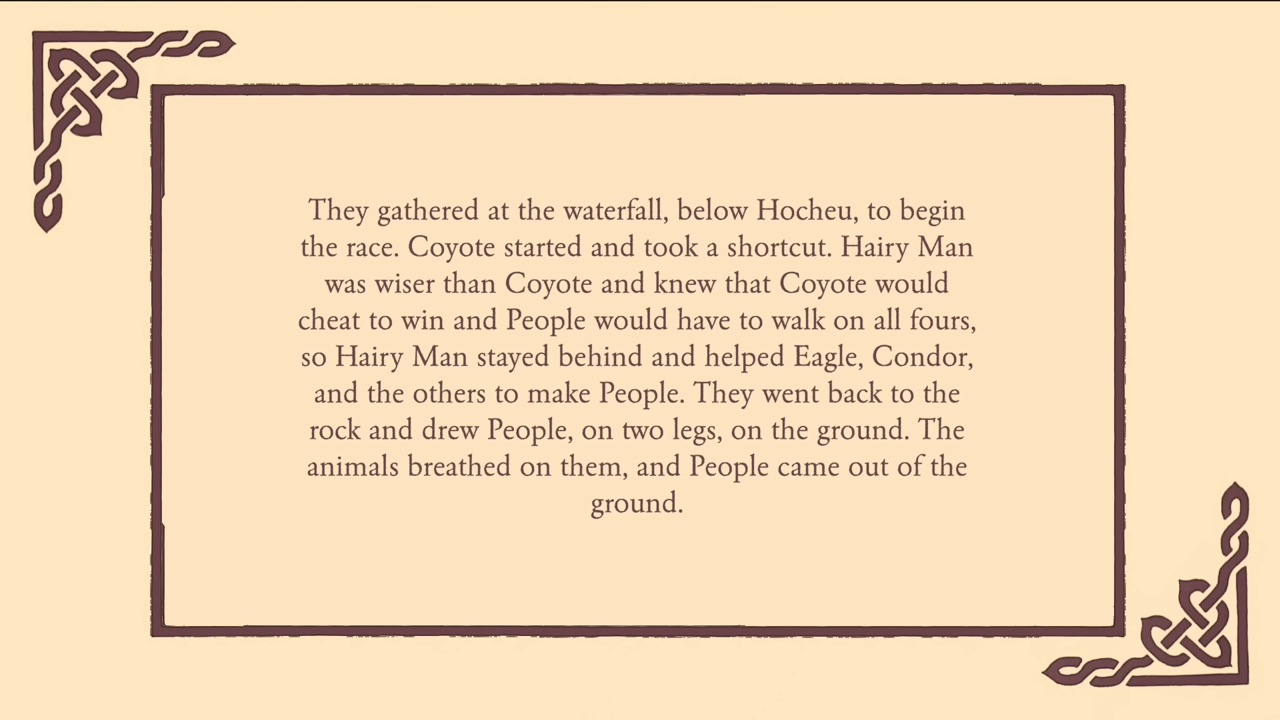 They gathered at the waterfall, below Hocheu, to begin
the race. Coyote started and took a shortcut. Hairy Man
was wiser than Coyote and knew that Coyote would
cheat to win and People would have to walk on all fours,
so Hairy Man stayed behind and helped Eagle, Condor,
and the others to make People. They went back to the
rock and drew People, on two legs, on the ground. The
animals breathed on them, and People came out of the
ground.